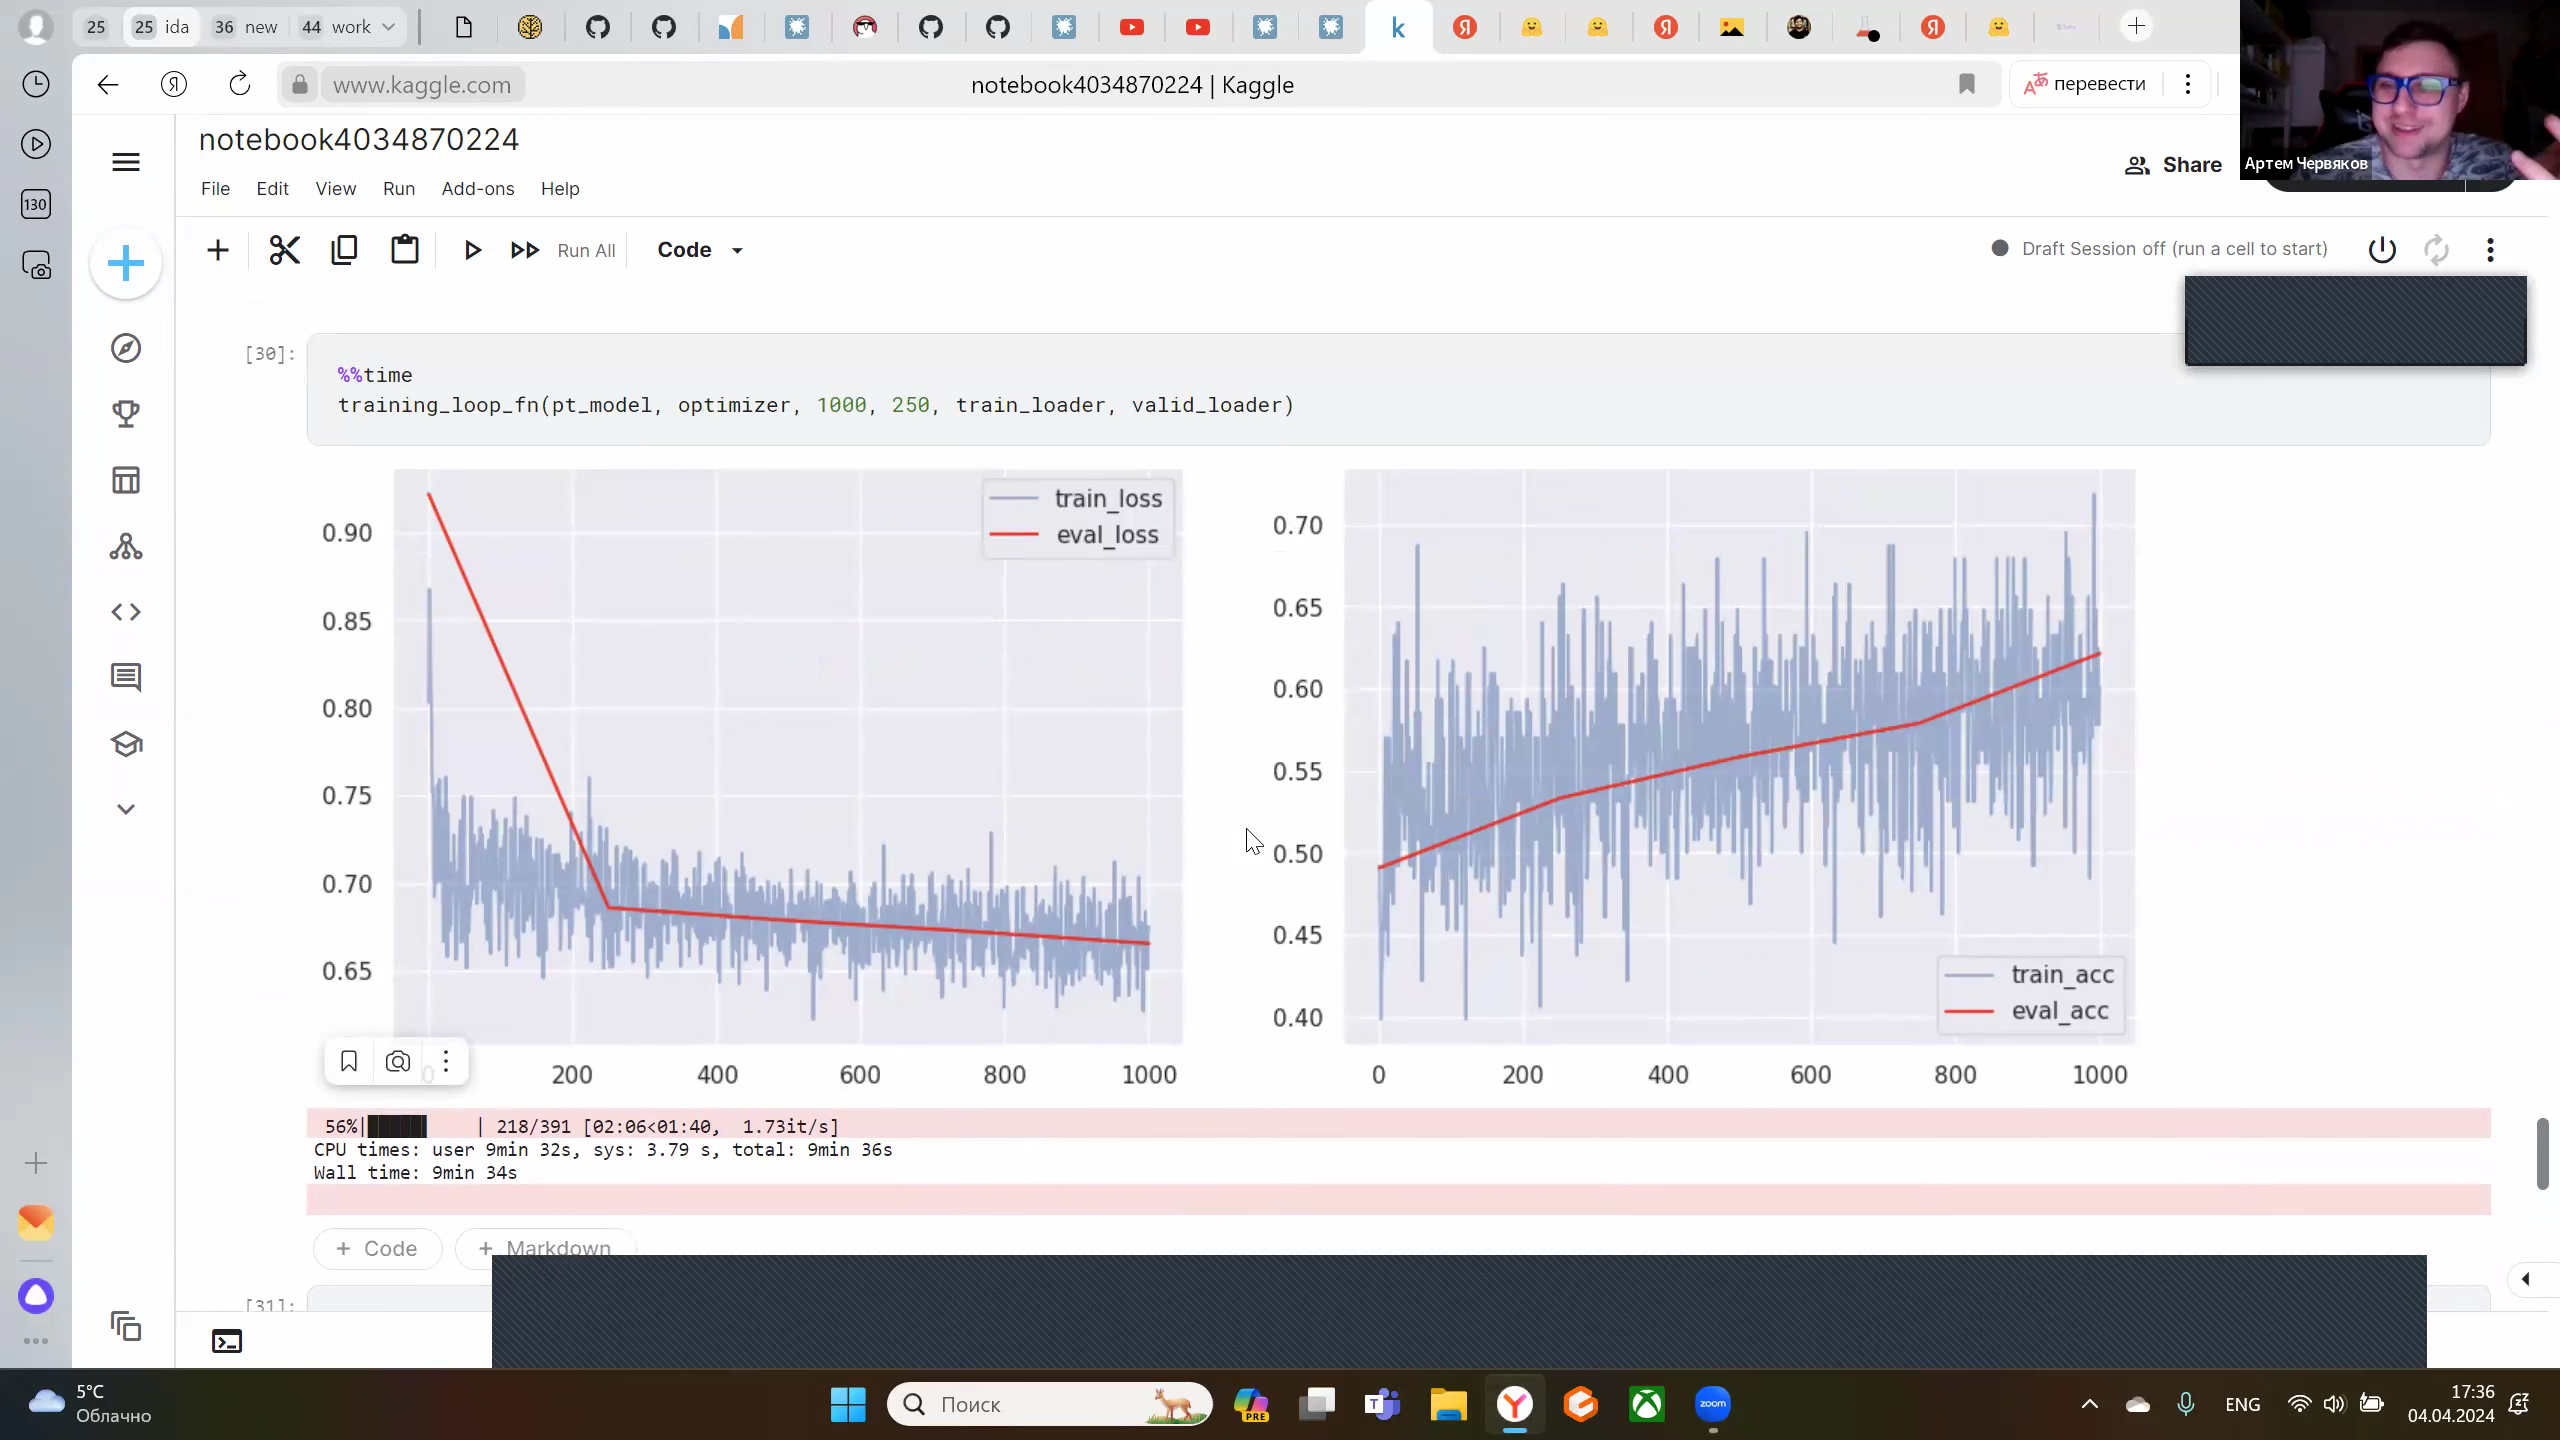 25
25 ida
36 new
44 work
k
Я
Я
Я
Я
www.kaggle.com
notebook4034870224 | Kaggle
перевести
130
notebook4034870224
File Edit View Run Add-ons Help
Share
Артем Червяков
Run All
Code
Draft Session off (run a cell to start)
[30]:
%%time
training_loop_fn(pt_model, optimizer, 1000, 250, train_loader, valid_loader)
train_loss
eval_loss
0.90
0.85
0.80
0.75
0.70
0.65
0 200 400 600 800 1000
0.70
0.65
0.60
0.55
0.50
0.45
0.40
train_acc
eval_acc
0 200 400 600 800 1000
56%|█████ | 218/391 [02:06<01:40, 1.73it/s]
CPU times: user 9min 32s, sys: 3.79 s, total: 9min 36s
Wall time: 9min 34s
+ Code
+ Markdown
[31]:
5°C
Облачно
Поиск
PRE
zoom
ENG
17:36
04.04.2024